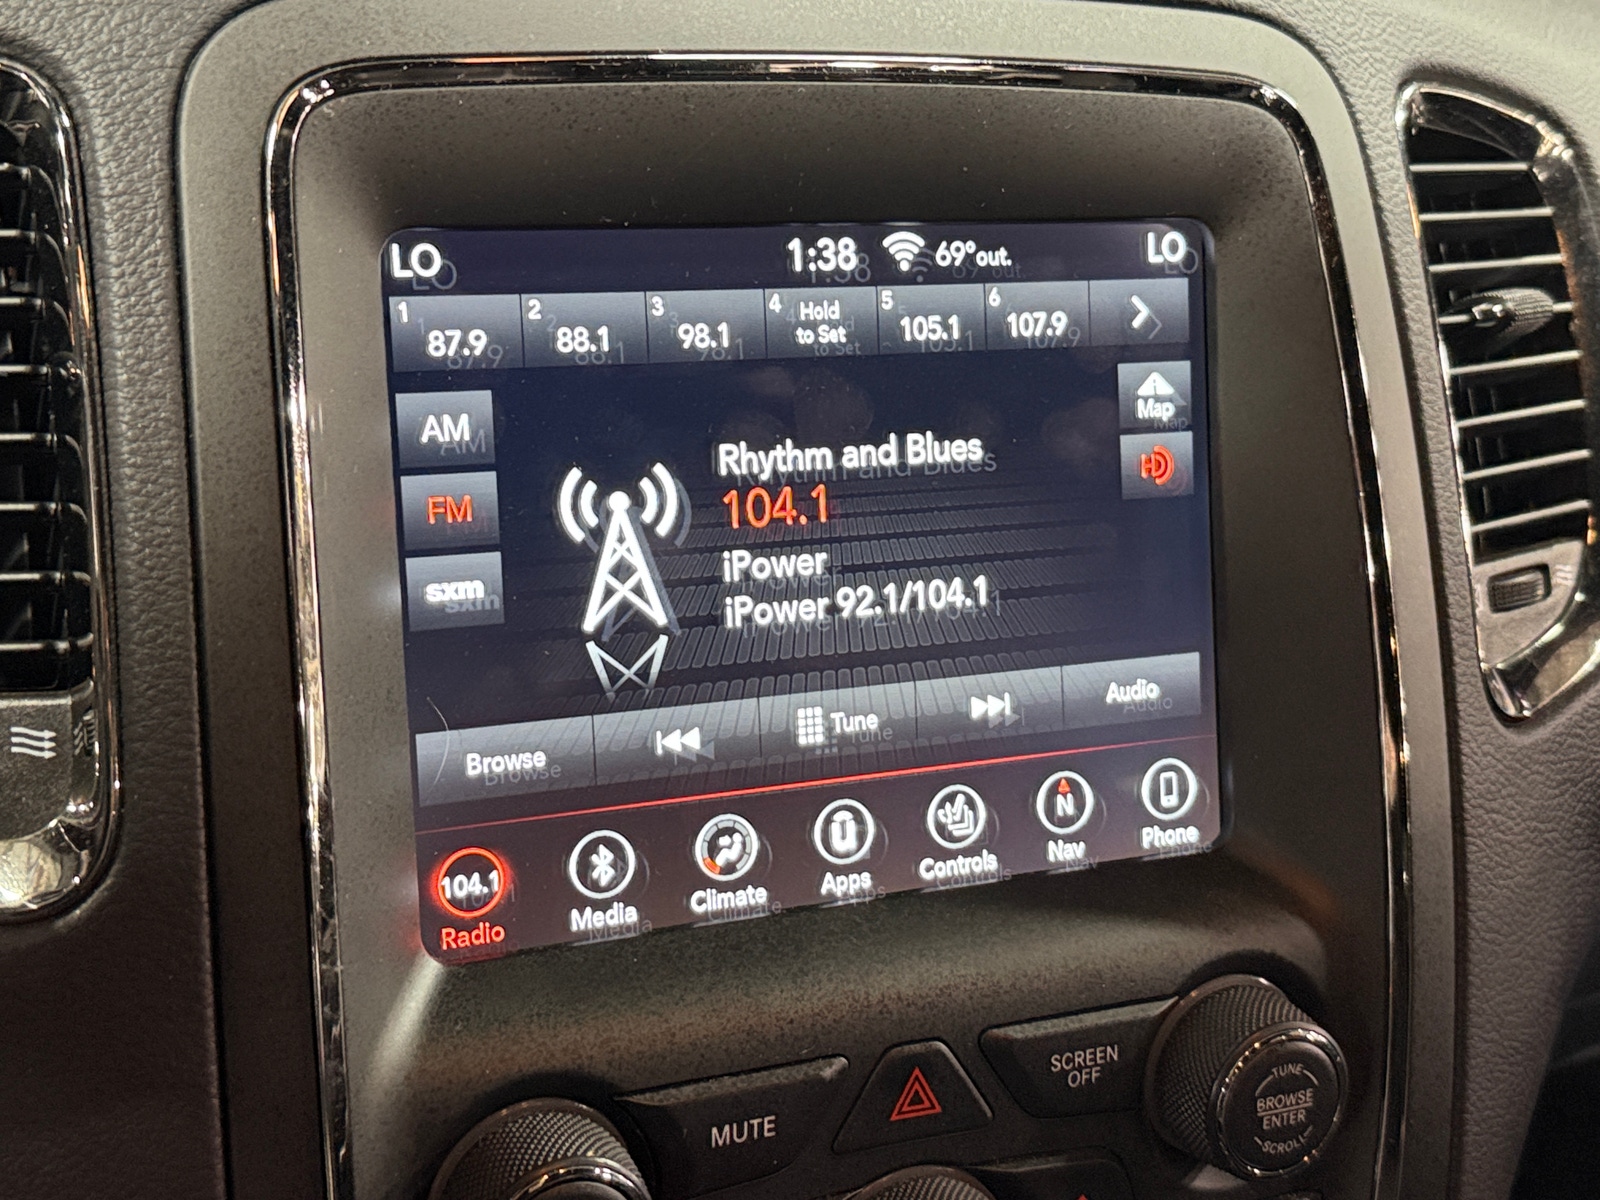 LO 1:38 69° out. LO
1 87.9
2 88.1
3 98.1
4 Hold
to Set
5 105.1
6 107.9
AM
FM
sxm
Rhythm and Blues
104.1
iPower
iPower 92.1/104.1
Map
HD
Browse
Tune
Audio
104.1
Radio
Media
Climate
Apps
Controls
N
Nav
Phone
MUTE
SCREEN
OFF
TUNE
BROWSE
ENTER
SCROLL